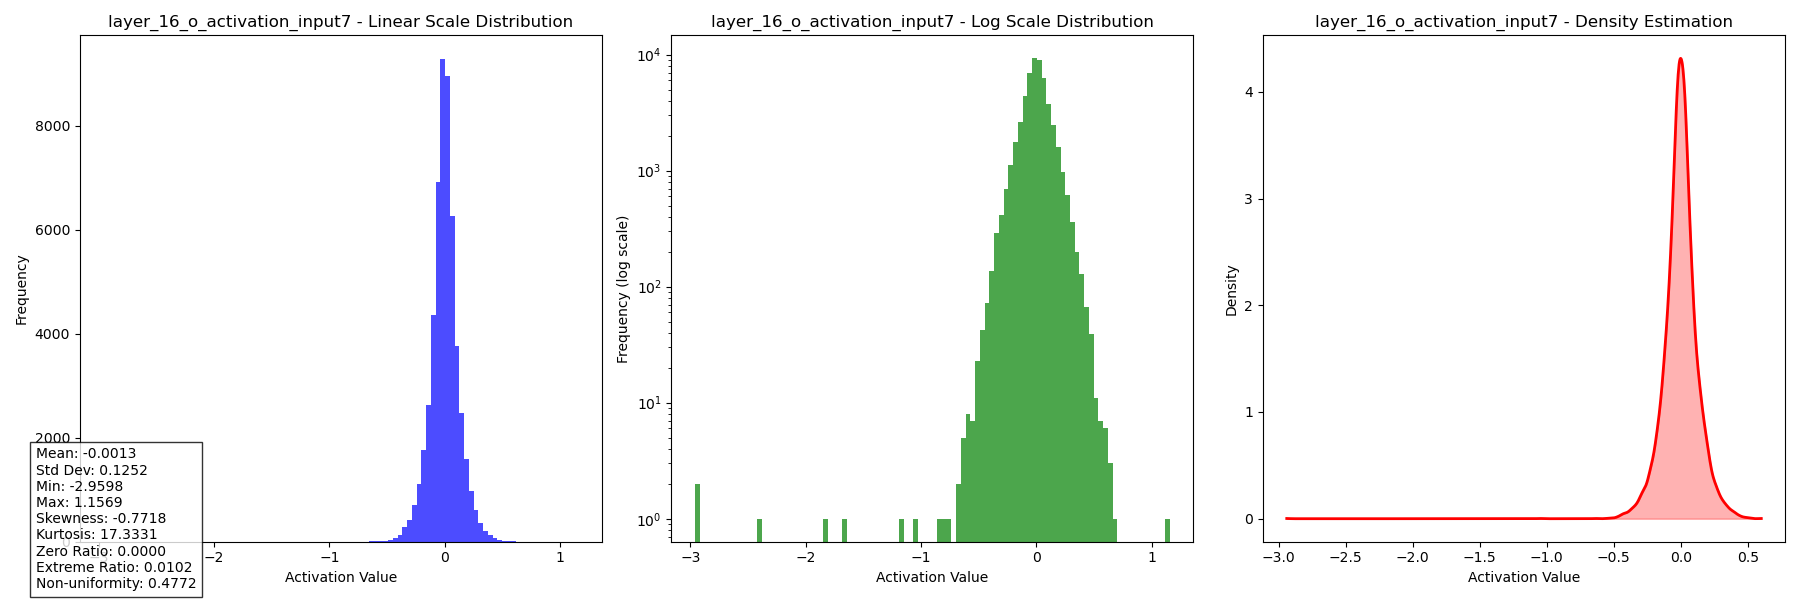 layer_16_o_activation_input7 - Linear Scale Distribution
Frequency
8000
6000
4000
2000
−2
−1
0
1
Activation Value
Mean: -0.0013
Std Dev: 0.1252
Min: -2.9598
Max: 1.1569
Skewness: -0.7718
Kurtosis: 17.3331
Zero Ratio: 0.0000
Extreme Ratio: 0.0102
Non-uniformity: 0.4772
layer_16_o_activation_input7 - Log Scale Distribution
Frequency (log scale)
10⁴
10³
10²
10¹
10⁰
−3
−2
−1
0
1
Activation Value
layer_16_o_activation_input7 - Density Estimation
Density
4
3
2
1
0
−3.0
−2.5
−2.0
−1.5
−1.0
−0.5
0.0
0.5
Activation Value